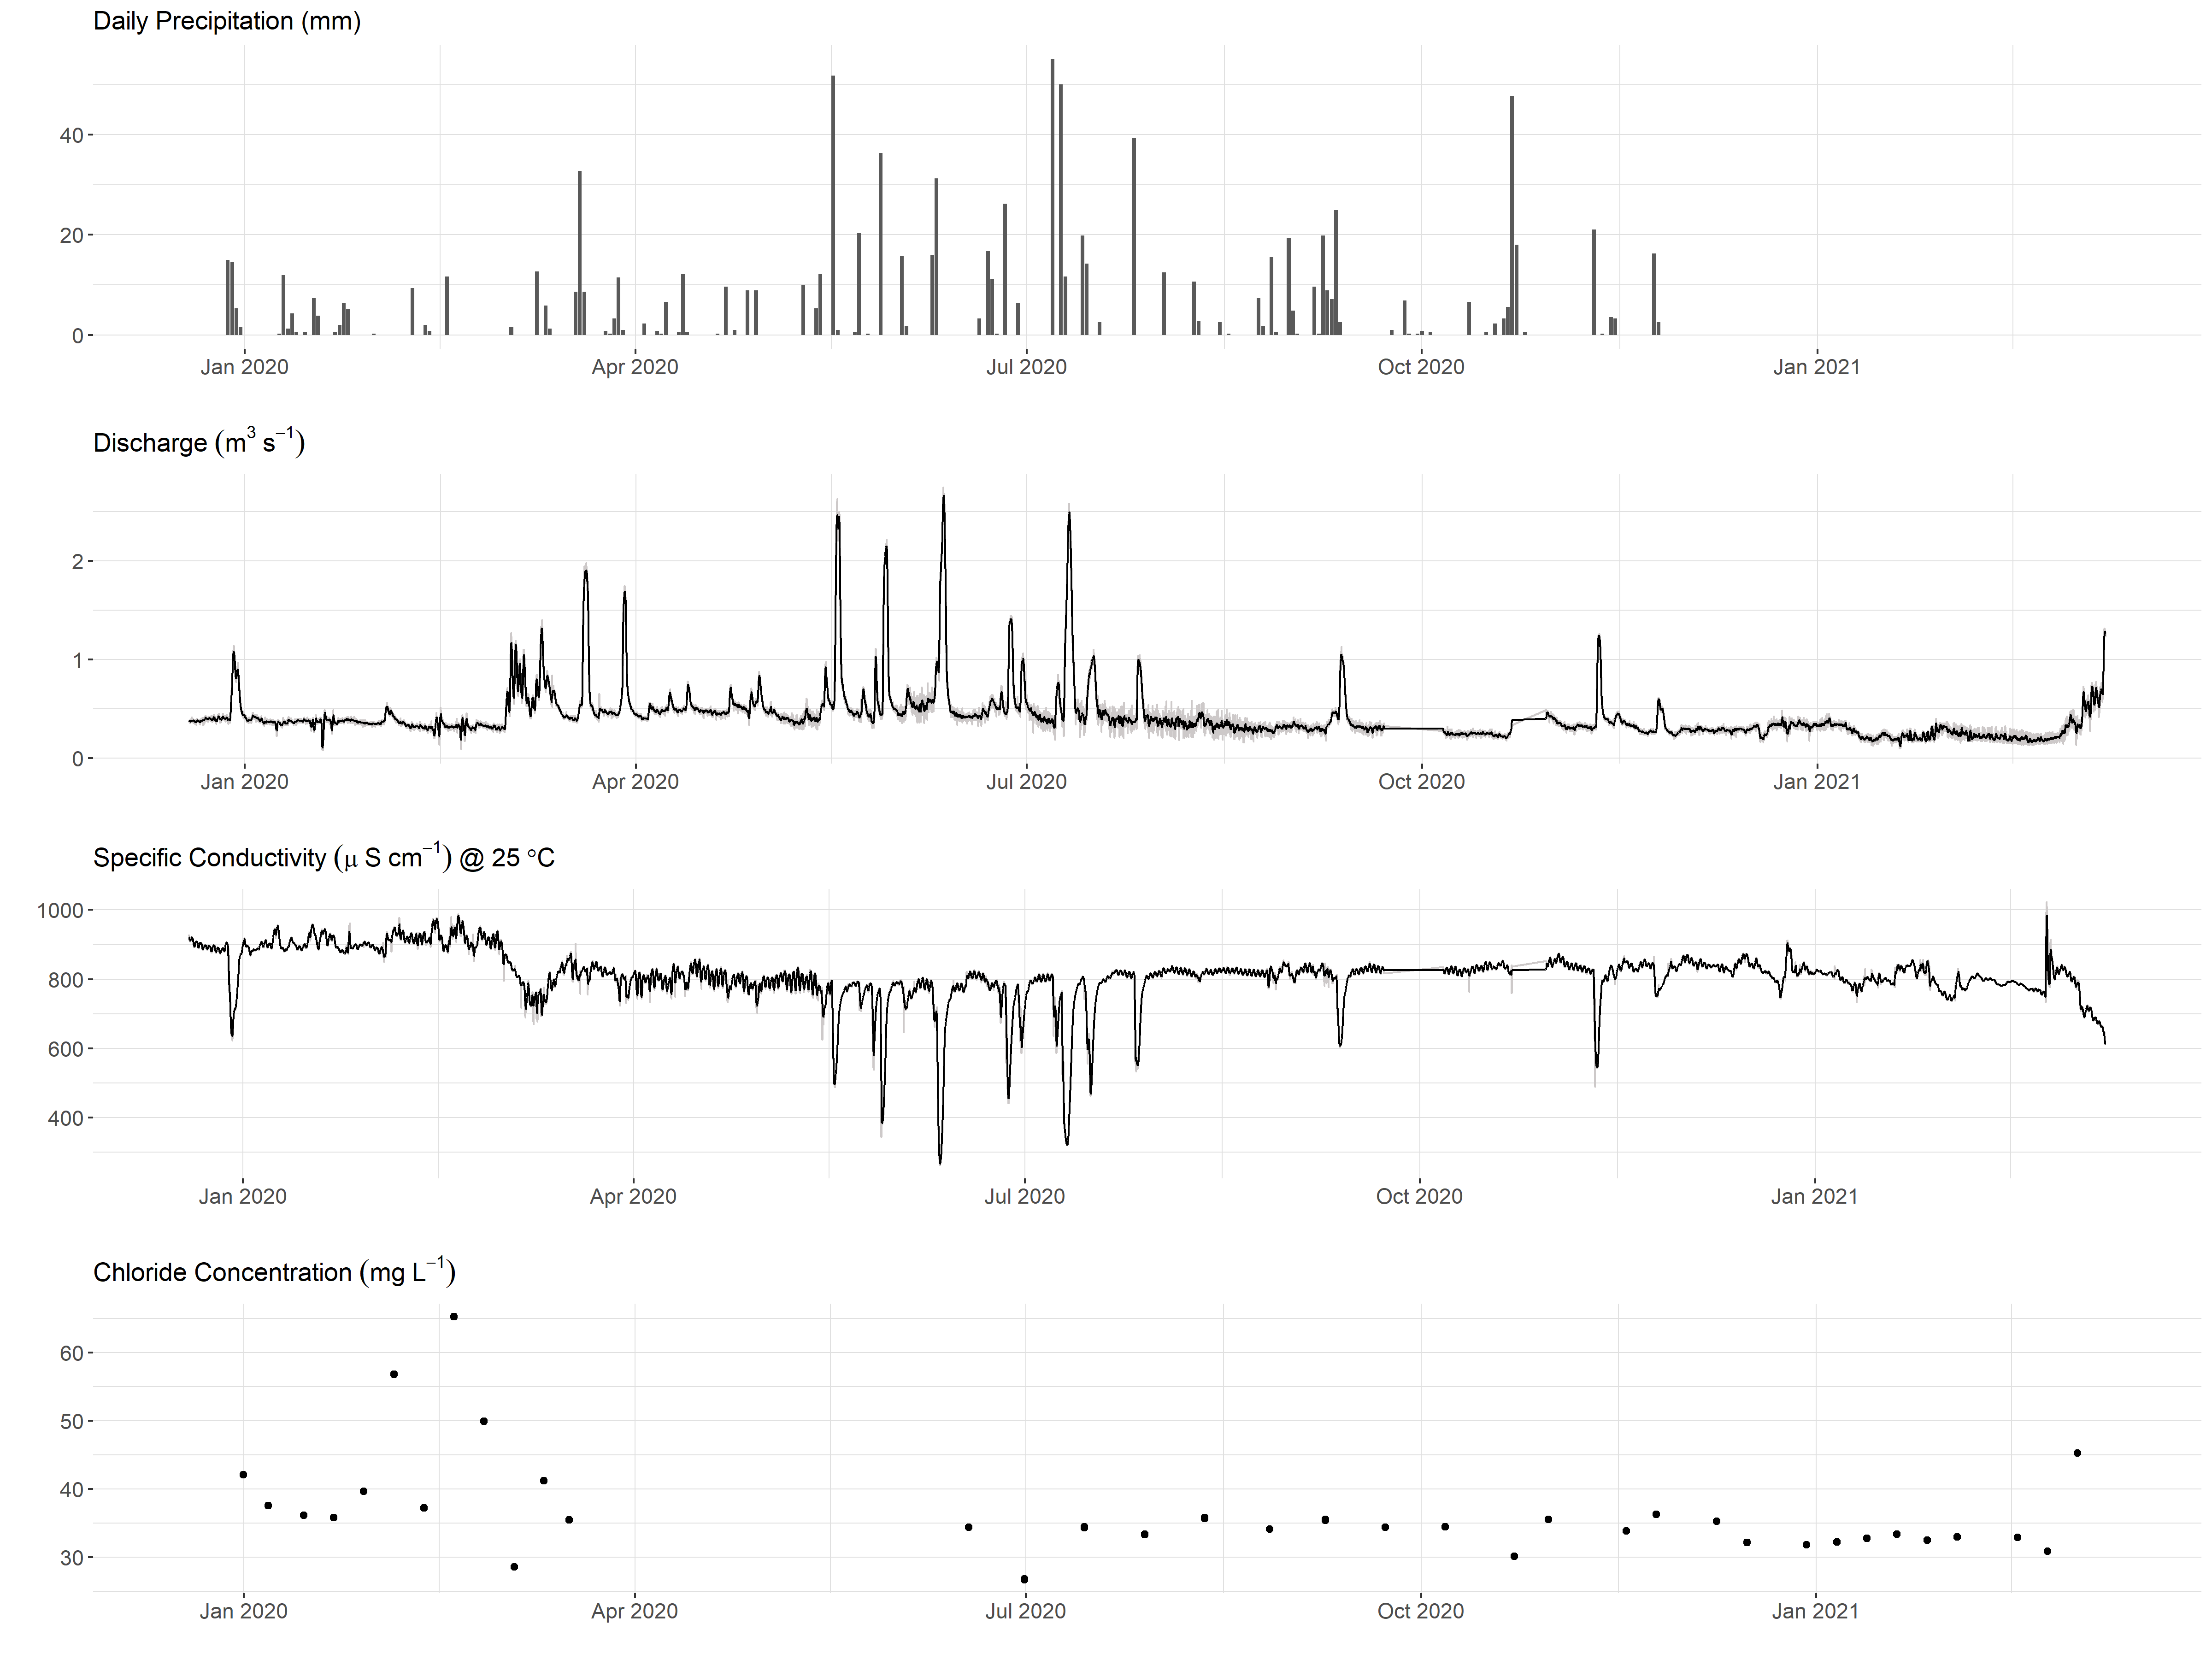 Daily Precipitation (mm)
40
20
0
Jan 2020 Apr 2020 Jul 2020 Oct 2020 Jan 2021
Discharge (m³ s⁻¹)
2
1
0
Jan 2020 Apr 2020 Jul 2020 Oct 2020 Jan 2021
Specific Conductivity (μ S cm⁻¹) @ 25 °C
1000
800
600
400
Jan 2020 Apr 2020 Jul 2020 Oct 2020 Jan 2021
Chloride Concentration (mg L⁻¹)
60
50
40
30
Jan 2020 Apr 2020 Jul 2020 Oct 2020 Jan 2021